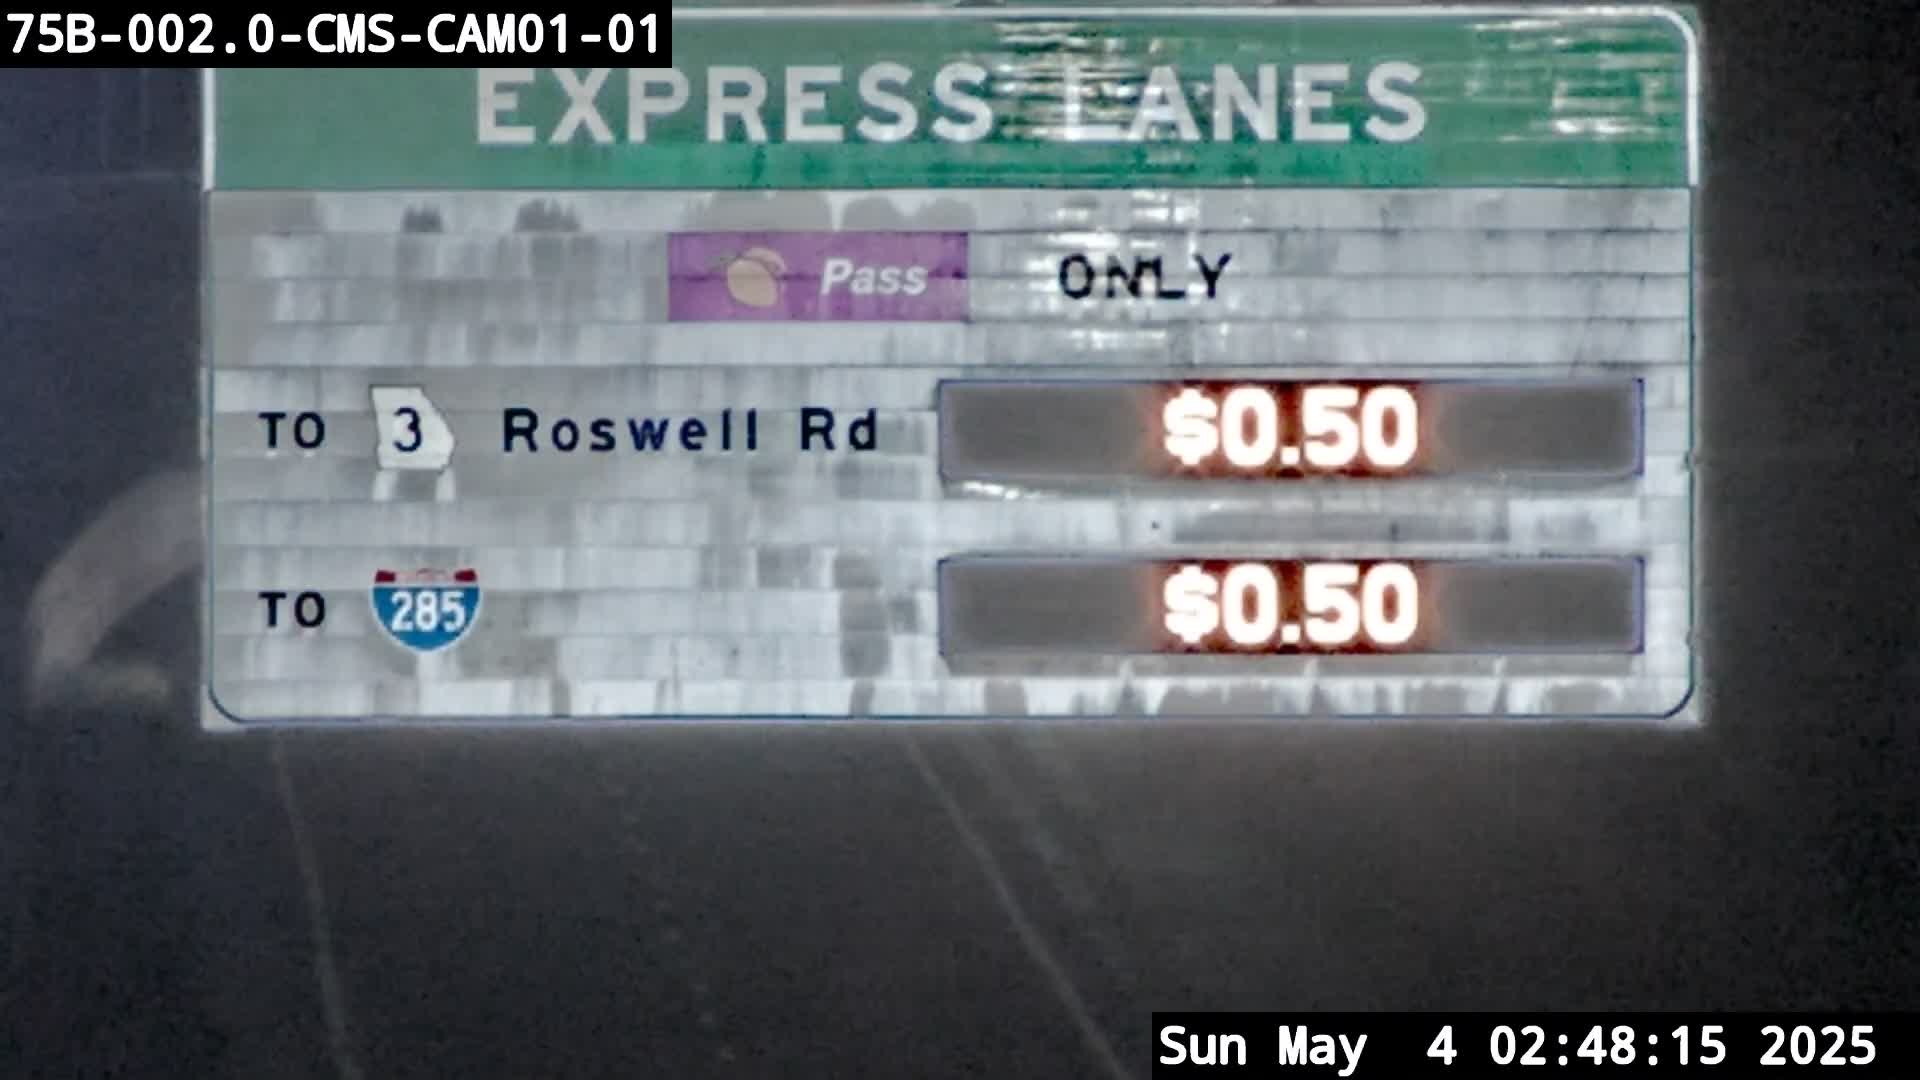 75B-002.0-CMS-CAM01-01
EXPRESS LANES
Pass ONLY
TO 3 Roswell Rd $0.50
TO 285 $0.50
Sun May 4 02:48:15 2025